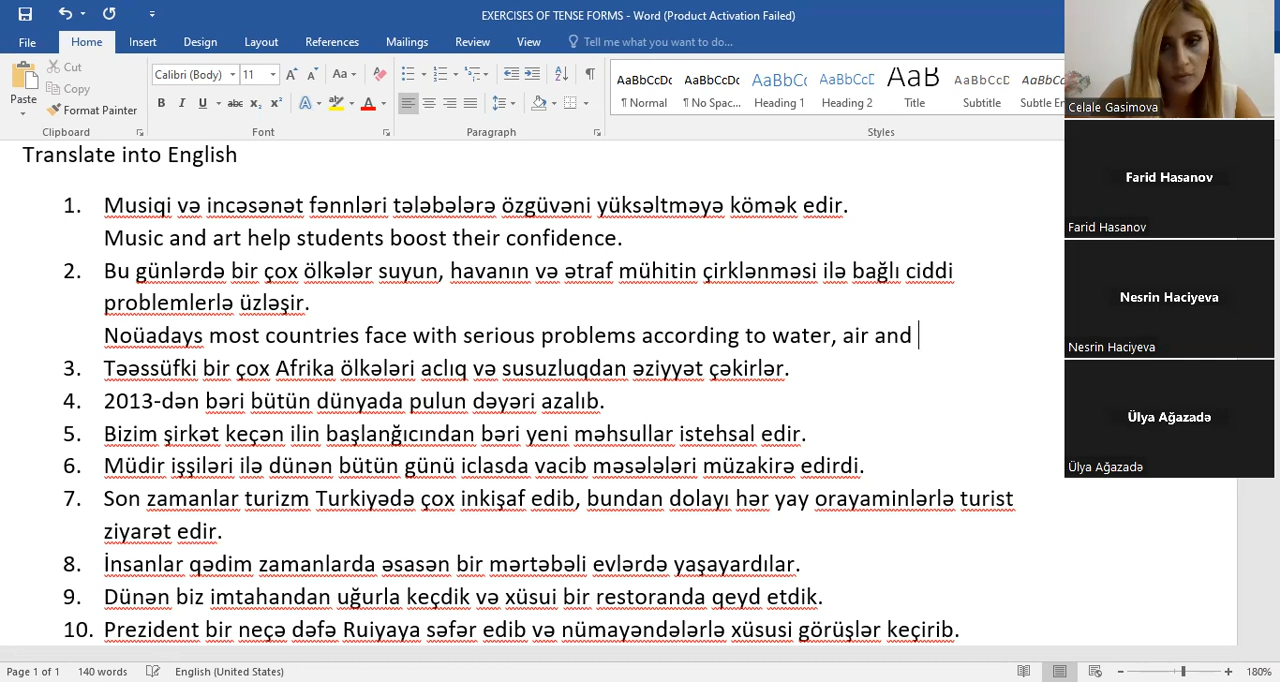 EXERCISES OF TENSE FORMS - Word (Product Activation Failed)
File Home Insert Design Layout References Mailings Review View Tell me what you want to do...
Cut
Copy
Format Painter
Paste
Clipboard
Calibri (Body) 11
Font
Paragraph
AaBbCcDc AaBbCcDc AaBbC AaBbCcC AaB AaBbCcD AaBbCcD
¶ Normal ¶ No Spac... Heading 1 Heading 2 Title Subtitle Subtle Em
Styles
Translate into English
1. Musiqi və incəsənət fənnləri tələbələrə özgüvəni yüksəltməyə kömək edir.
Music and art help students boost their confidence.
2. Bu günlərdə bir çox ölkələr suyun, havanın və ətraf mühitin çirklənməsi ilə bağlı ciddi
problemlerlə üzləşir.
Noüadays most countries face with serious problems according to water, air and
3. Təəssüfki bir çox Afrika ölkələri aclıq və susuzluqdan əziyyət çəkirlər.
4. 2013-dən bəri bütün dünyada pulun dəyəri azalıb.
5. Bizim şirkət keçən ilin başlanğıcından bəri yeni məhsullar istehsal edir.
6. Müdir işşiləri ilə dünən bütün günü iclasda vacib məsələləri müzakirə edirdi.
7. Son zamanlar turizm Turkiyədə çox inkişaf edib, bundan dolayı hər yay orayaminlərlə turist
ziyarət edir.
8. İnsanlar qədim zamanlarda əsasən bir mərtəbəli evlərdə yaşayardılar.
9. Dünən biz imtahandan uğurla keçdik və xüsui bir restoranda qeyd etdik.
10. Prezident bir neçə dəfə Ruiyaya səfər edib və nümayəndələrlə xüsusi görüşlər keçirib.
Celale Gasimova
Farid Hasanov
Farid Hasanov
Nesrin Haciyeva
Nesrin Haciyeva
Ülya Ağazadə
Ülya Ağazadə
Page 1 of 1 140 words English (United States) 180%